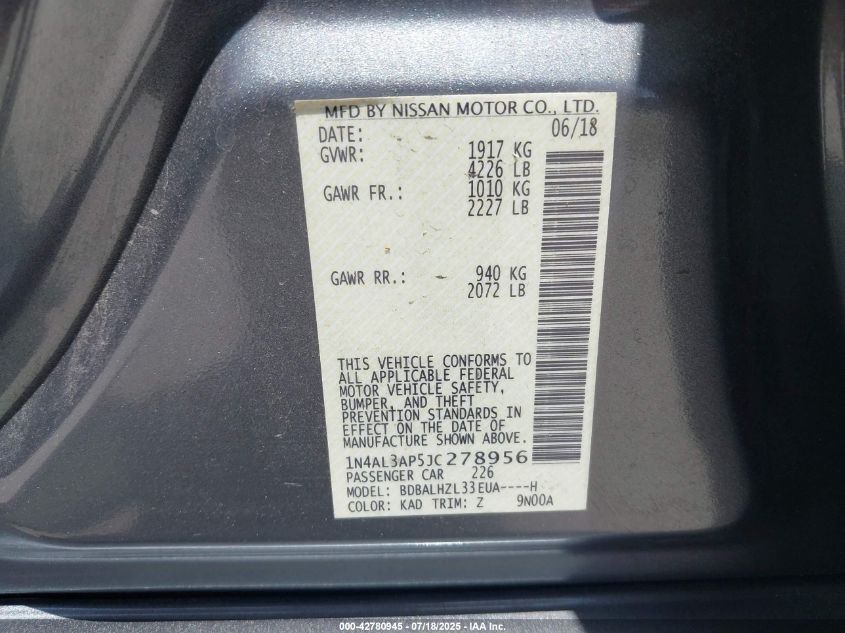 MFD BY NISSAN MOTOR CO., LTD.
DATE: 06/18
GVWR: 1917 KG
4226 LB
GAWR FR.: 1010 KG
2227 LB
GAWR RR.: 940 KG
2072 LB
THIS VEHICLE CONFORMS TO
ALL APPLICABLE FEDERAL
MOTOR VEHICLE SAFETY,
BUMPER, AND THEFT
PREVENTION STANDARDS IN
EFFECT ON THE DATE OF
MANUFACTURE SHOWN ABOVE.
1N4AL3AP5JC278956
PASSENGER CAR 226
MODEL: BDBALHZL33EUA----H
COLOR: KAD TRIM: Z 9N00A
000-42780945 - 07/18/2025 - IAA Inc.